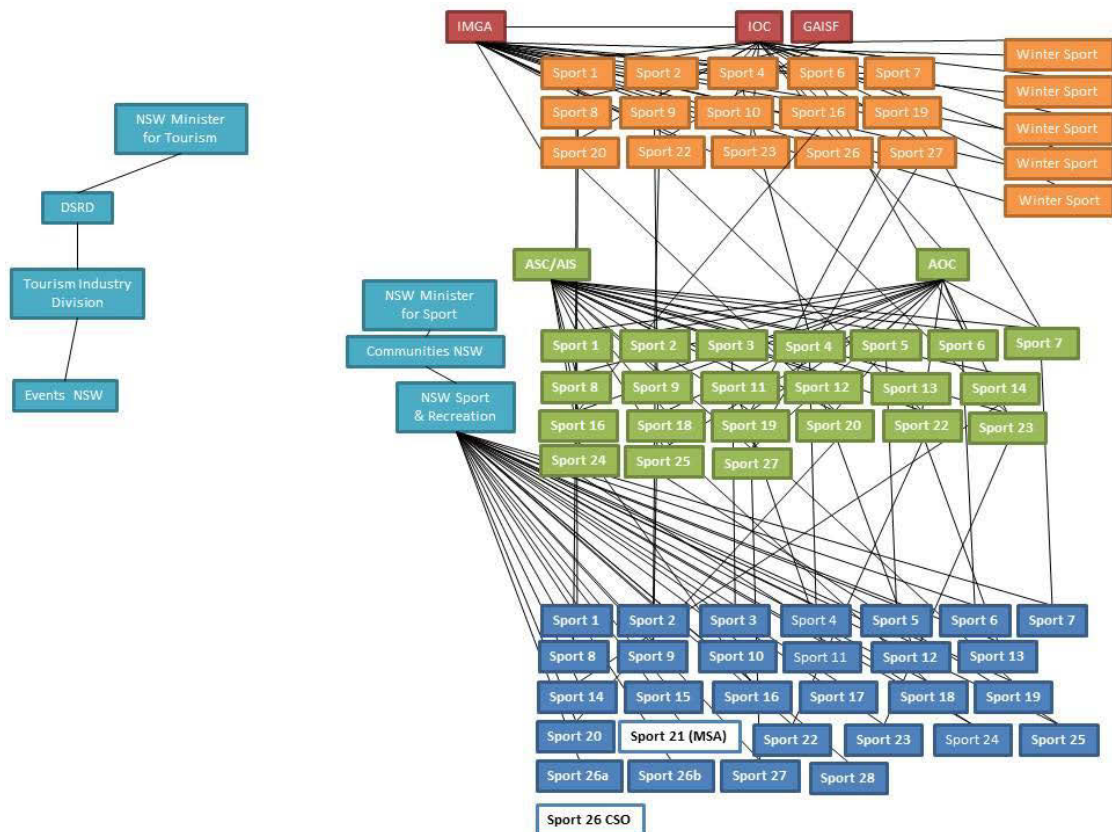 IMGA
IOC
GAISF
Winter Sport
Sport 1
Sport 2
Sport 4
Sport 6
Sport 7
Winter Sport
Sport 8
Sport 9
Sport 10
Sport 16
Sport 19
Winter Sport
Sport 20
Sport 22
Sport 23
Sport 26
Sport 27
Winter Sport
Winter Sport
NSW Minister
for Tourism
DSRD
Tourism Industry
Division
Events NSW
ASC/AIS
AOC
NSW Minister
for Sport
Communities NSW
NSW Sport
& Recreation
Sport 1
Sport 2
Sport 3
Sport 4
Sport 5
Sport 6
Sport 7
Sport 8
Sport 9
Sport 11
Sport 12
Sport 13
Sport 14
Sport 16
Sport 18
Sport 19
Sport 20
Sport 22
Sport 23
Sport 24
Sport 25
Sport 27
Sport 1
Sport 2
Sport 3
Sport 4
Sport 5
Sport 6
Sport 7
Sport 8
Sport 9
Sport 10
Sport 11
Sport 12
Sport 13
Sport 14
Sport 15
Sport 16
Sport 17
Sport 18
Sport 19
Sport 20
Sport 21 (MSA)
Sport 22
Sport 23
Sport 24
Sport 25
Sport 26a
Sport 26b
Sport 27
Sport 28
Sport 26 CSO